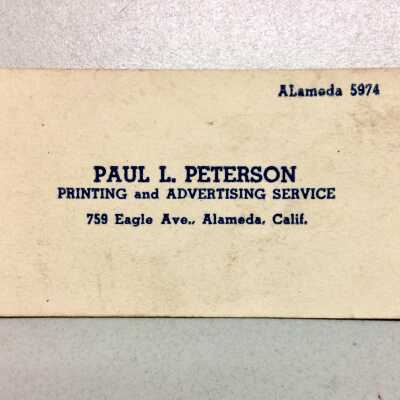 ALameda 5974
PAUL L. PETERSON
PRINTING and ADVERTISING SERVICE
759 Eagle Ave., Alameda, Calif.